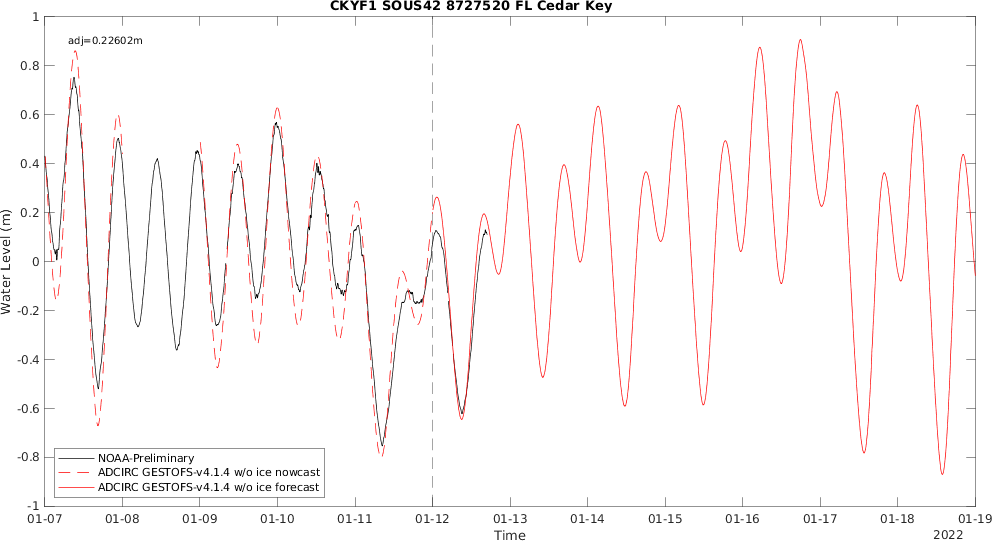 CKYF1 SOUS42 8727520 FL Cedar Key
adj=0.22602m
1
0.8
0.6
0.4
0.2
0
-0.2
-0.4
-0.6
-0.8
-1
Water Level (m)
NOAA-Preliminary
ADCIRC GESTOFS-v4.1.4 w/o ice nowcast
ADCIRC GESTOFS-v4.1.4 w/o ice forecast
01-07 01-08 01-09 01-10 01-11 01-12 01-13 01-14 01-15 01-16 01-17 01-18 01-19
Time
2022